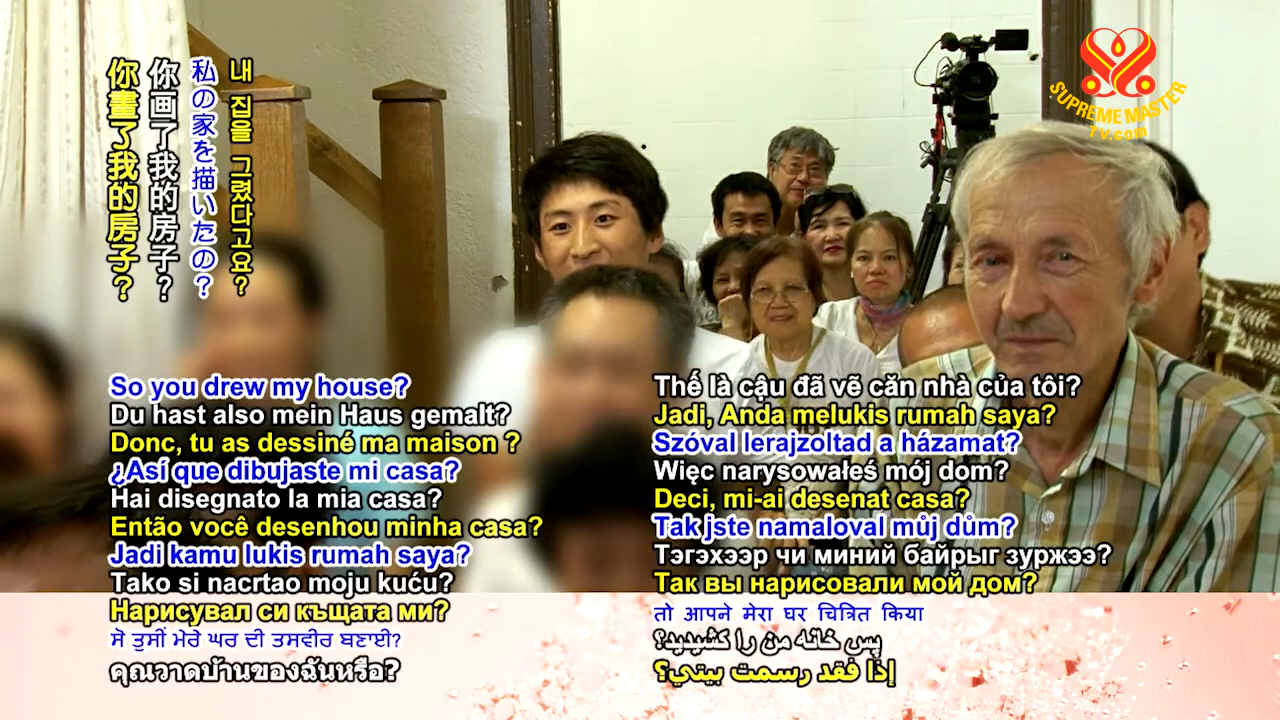 你畫了我的房子？
你画了我的房子？
私の家を描いたの？
내 집을 그렸다고요？
SUPREME MASTER
TV.com
So you drew my house?
Du hast also mein Haus gemalt?
Donc, tu as dessiné ma maison ?
¿Así que dibujaste mi casa?
Hai disegnato la mia casa?
Então você desenhou minha casa?
Jadi kamu lukis rumah saya?
Tako si nacrtao moju kuću?
Нарисувал си къщата ми?
ਸੋ ਤੁਸੀਂ ਮੇਰੇ ਘਰ ਦੀ ਤਸਵੀਰ ਬਣਾਈ?
คุณวาดบ้านของฉันหรือ?
Thế là cậu đã vẽ căn nhà của tôi?
Jadi, Anda melukis rumah saya?
Szóval lerajzoltad a házamat?
Więc narysowałeś mój dom?
Deci, mi-ai desenat casa?
Tak jste namaloval můj dům?
Тэгэхээр чи миний байрыг зуржээ?
Так вы нарисовали мой дом?
तो आपने मेरा घर चित्रित किया
پس خانه من را کشیدید؟
إذا فقد رسمت بيتي؟